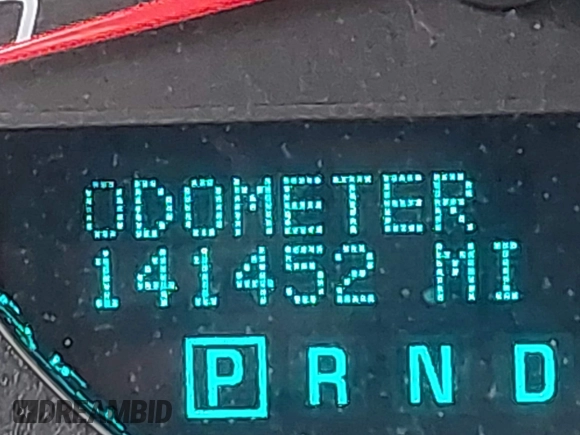 ODOMETER
141452 MI
P R N D
DREAMBID